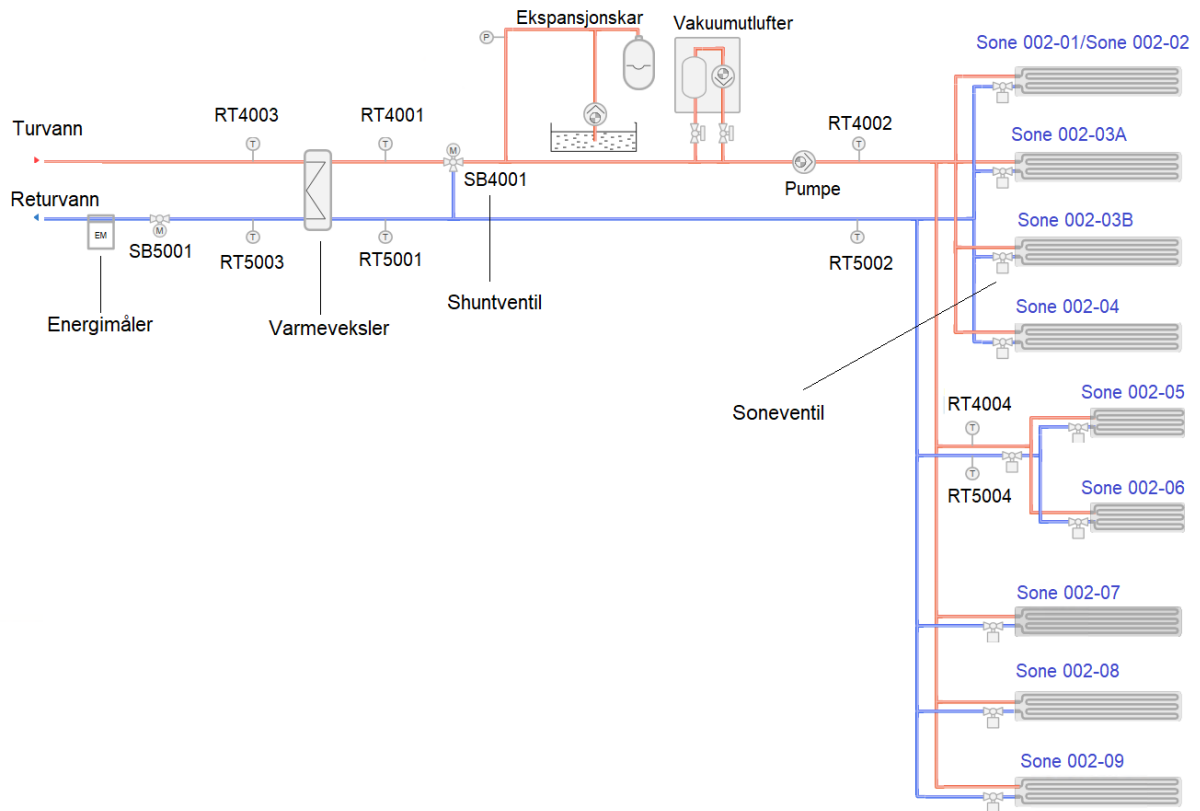 Ekspansjonskar
Vakuumutlufter
Sone 002-01/Sone 002-02
P
Turvann
RT4003
RT4001
RT4002
Sone 002-03A
T
T
M
T
SB4001
Pumpe
Returvann
Sone 002-03B
EM
M
T
T
T
SB5001
RT5003
RT5001
RT5002
Shuntventil
Sone 002-04
Energimåler
Varmeveksler
Soneventil
Sone 002-05
RT4004
T
T
RT5004
Sone 002-06
Sone 002-07
Sone 002-08
Sone 002-09